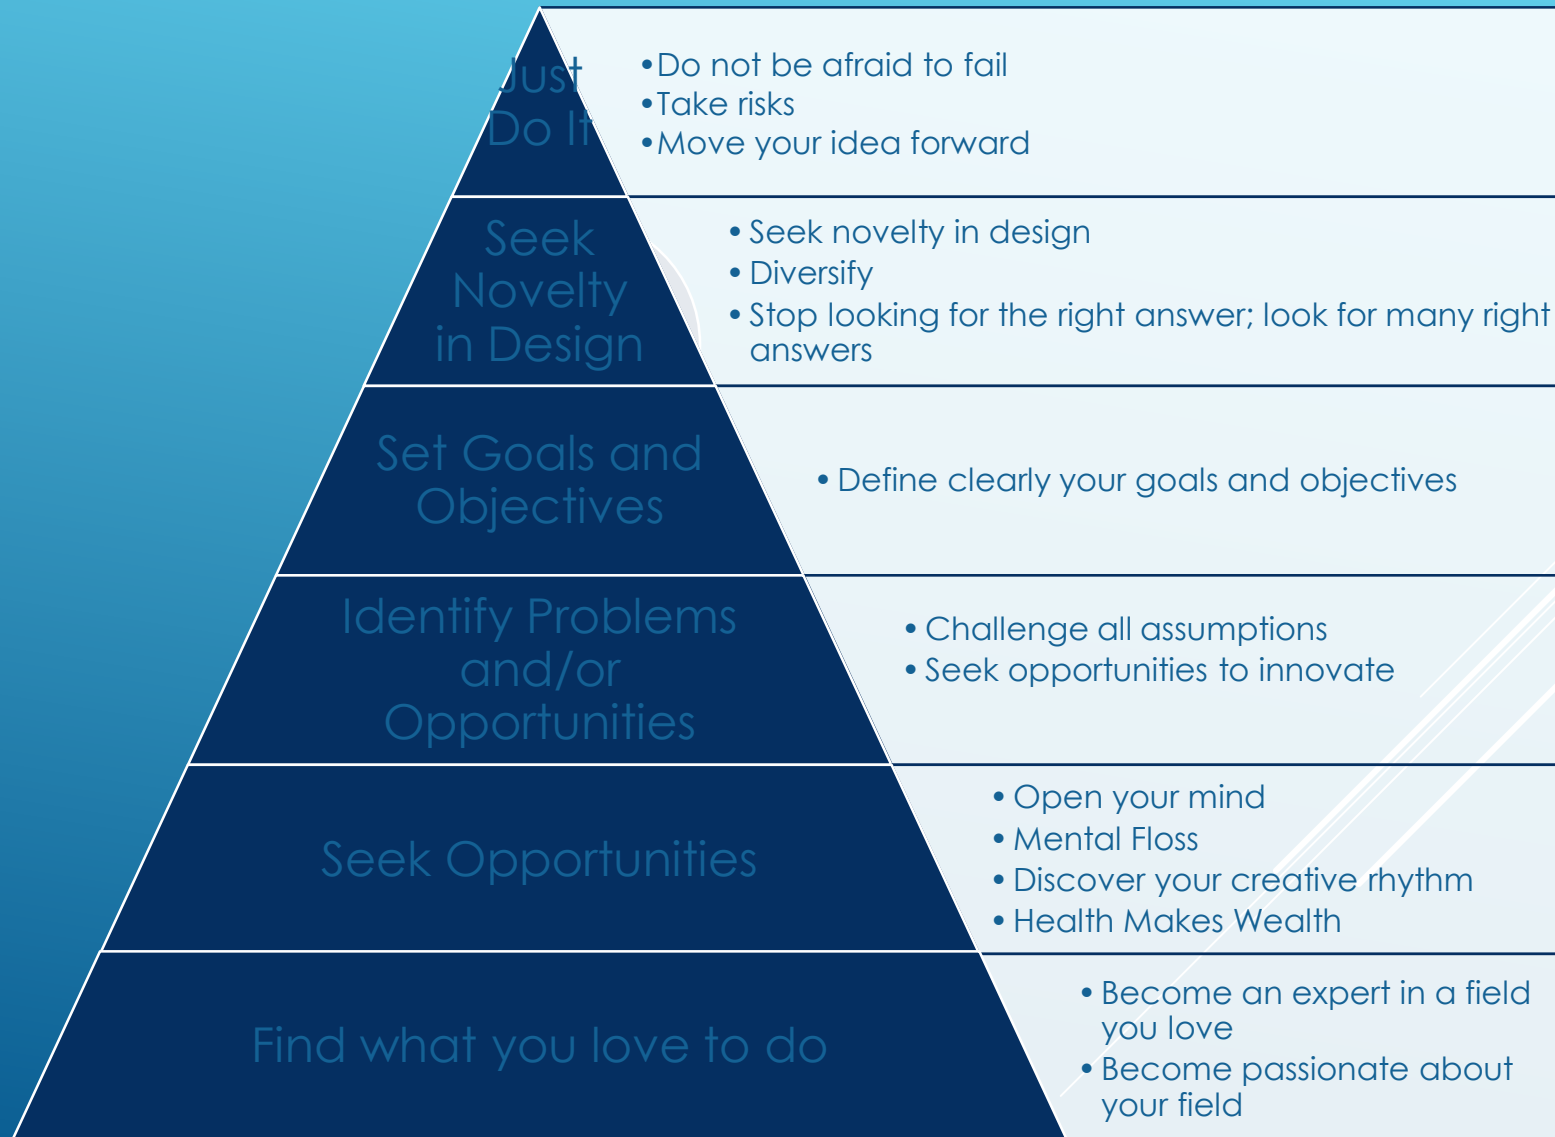 Just
Do It
•Do not be afraid to fail
•Take risks
•Move your idea forward
Seek
Novelty
in Design
•Seek novelty in design
•Diversify
•Stop looking for the right answer; look for many right
answers
Set Goals and
Objectives
•Define clearly your goals and objectives
Identify Problems
and/or
Opportunities
•Challenge all assumptions
•Seek opportunities to innovate
Seek Opportunities
•Open your mind
•Mental Floss
•Discover your creative rhythm
•Health Makes Wealth
Find what you love to do
•Become an expert in a field
you love
•Become passionate about
your field